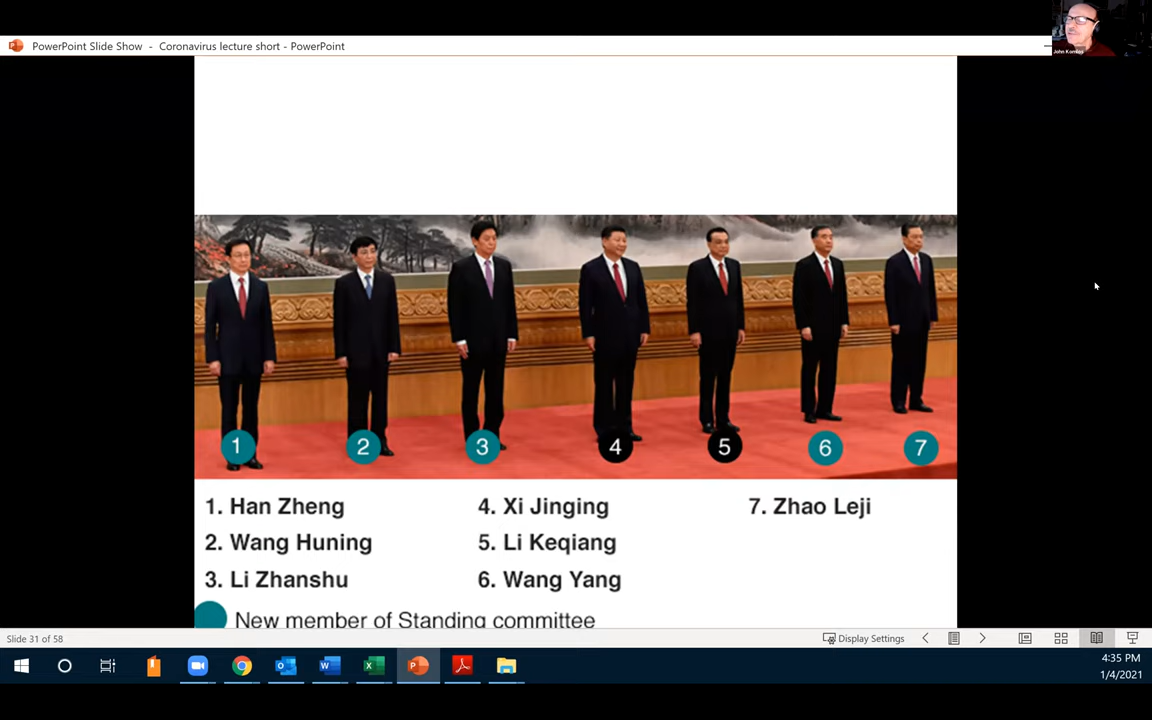 PowerPoint Slide Show - Coronavirus lecture short - PowerPoint
1
2
3
4
5
6
7
1. Han Zheng
2. Wang Huning
3. Li Zhanshu
4. Xi Jinging
5. Li Keqiang
6. Wang Yang
7. Zhao Leji
New member of Standing committee
Slide 31 of 58
Display Settings
4:35 PM
1/4/2021